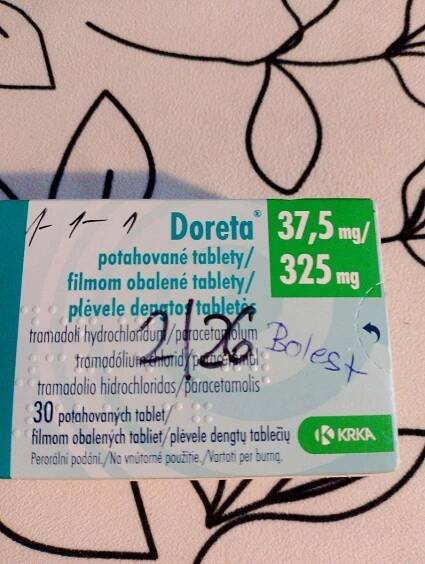 1-1-1
Doreta® 37,5 mg/
325 mg
potahované tablety/
filmom obalené tablety/
plėvele dengtos tabletės
tramadoli hydrochloridum/paracetamolum
tramadólium-chlorid/paracetamol
tramadolio hidrochloridas/paracetamolis
2/26 Bolest
30 potahovaných tablet/
filmom obalených tabliet/plėvele dengtų tablečių
KRKA
Perorální podání./Na vnútorné použitie./Vartoti per burną.